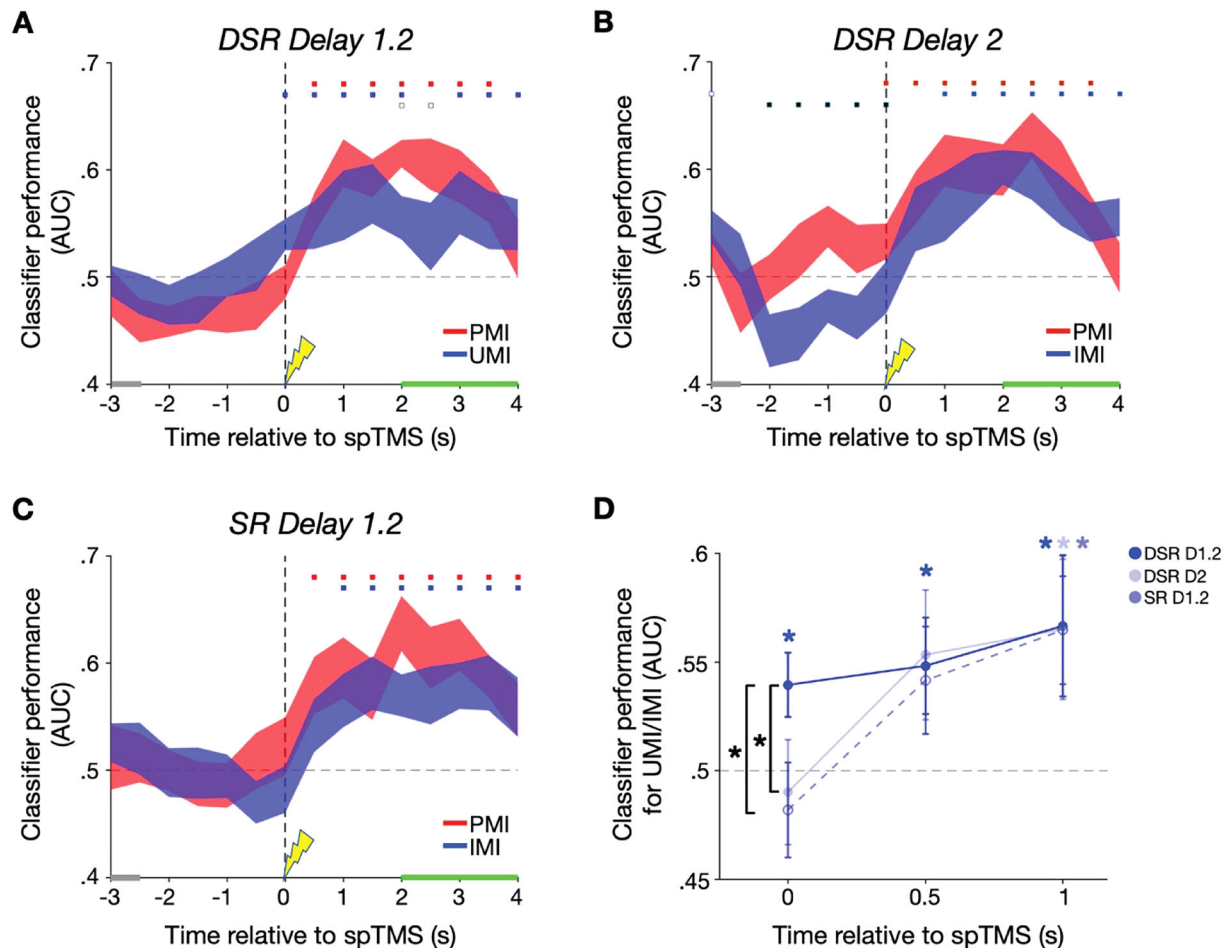 A
DSR Delay 1.2
.7
.6
.5
.4
Classifier performance
(AUC)
PMI
UMI
-3 -2 -1 0 1 2 3 4
Time relative to spTMS (s)
B
DSR Delay 2
.7
.6
.5
.4
Classifier performance
(AUC)
PMI
IMI
-3 -2 -1 0 1 2 3 4
Time relative to spTMS (s)
C
SR Delay 1.2
.7
.6
.5
.4
Classifier performance
(AUC)
PMI
IMI
-3 -2 -1 0 1 2 3 4
Time relative to spTMS (s)
D
.6
.55
.5
.45
Classifier performance
for UMI/IMI (AUC)
* * *
*
*
* *
DSR D1.2
DSR D2
SR D1.2
0 0.5 1
Time relative to spTMS (s)